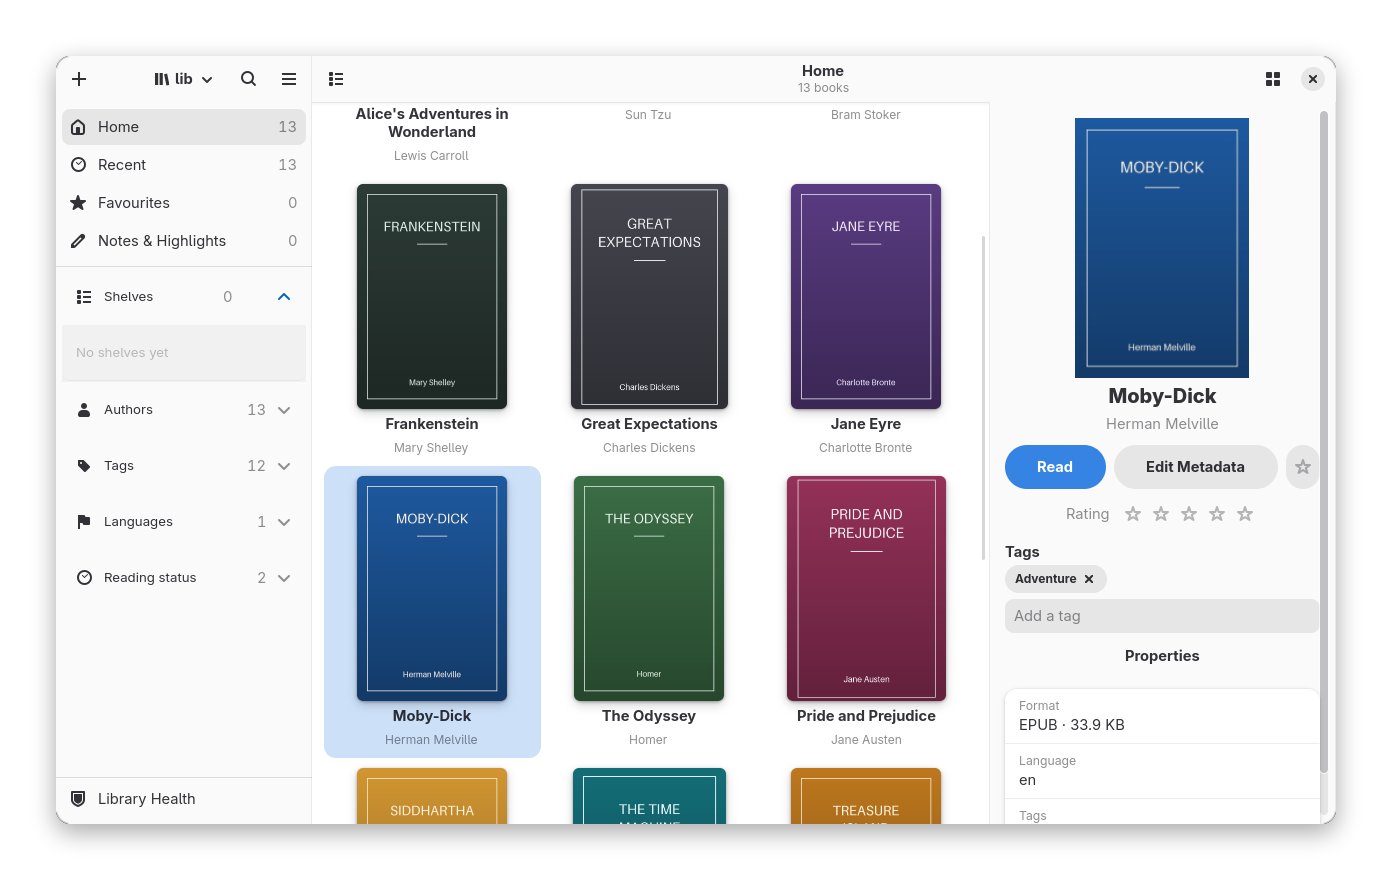 lib
Home
13 books
Home 13
Recent 13
Favourites 0
Notes & Highlights 0
Shelves 0
No shelves yet
Authors 13
Tags 12
Languages 1
Reading status 2
Library Health
Alice's Adventures in
Wonderland
Lewis Carroll
Sun Tzu
Bram Stoker
FRANKENSTEIN
Mary Shelley
Frankenstein
Mary Shelley
GREAT
EXPECTATIONS
Charles Dickens
Great Expectations
Charles Dickens
JANE EYRE
Charlotte Bronte
Jane Eyre
Charlotte Bronte
MOBY-DICK
Herman Melville
Moby-Dick
Herman Melville
THE ODYSSEY
Homer
The Odyssey
Homer
PRIDE AND
PREJUDICE
Jane Austen
Pride and Prejudice
Jane Austen
SIDDHARTHA
THE TIME
MACHINE
TREASURE
ISLAND
MOBY-DICK
Herman Melville
Moby-Dick
Herman Melville
Read
Edit Metadata
Rating
Tags
Adventure
Add a tag
Properties
Format
EPUB · 33.9 KB
Language
en
Tags